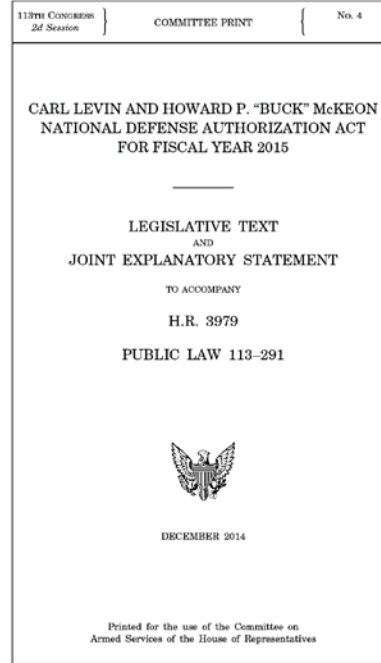 113TH CONGRESS
2d Session
COMMITTEE PRINT
No. 4
CARL LEVIN AND HOWARD P. “BUCK” McKEON
NATIONAL DEFENSE AUTHORIZATION ACT
FOR FISCAL YEAR 2015
LEGISLATIVE TEXT
AND
JOINT EXPLANATORY STATEMENT
TO ACCOMPANY
H.R. 3979
PUBLIC LAW 113–291
DECEMBER 2014
Printed for the use of the Committee on
Armed Services of the House of Representatives